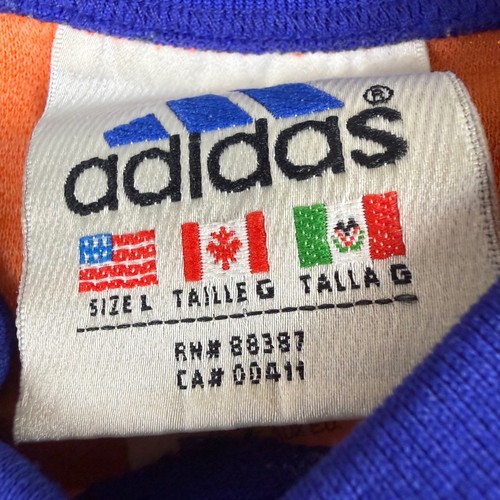 adidas®
SIZE L TAILLE G TALLA G
RN# 88387
CA# 00411